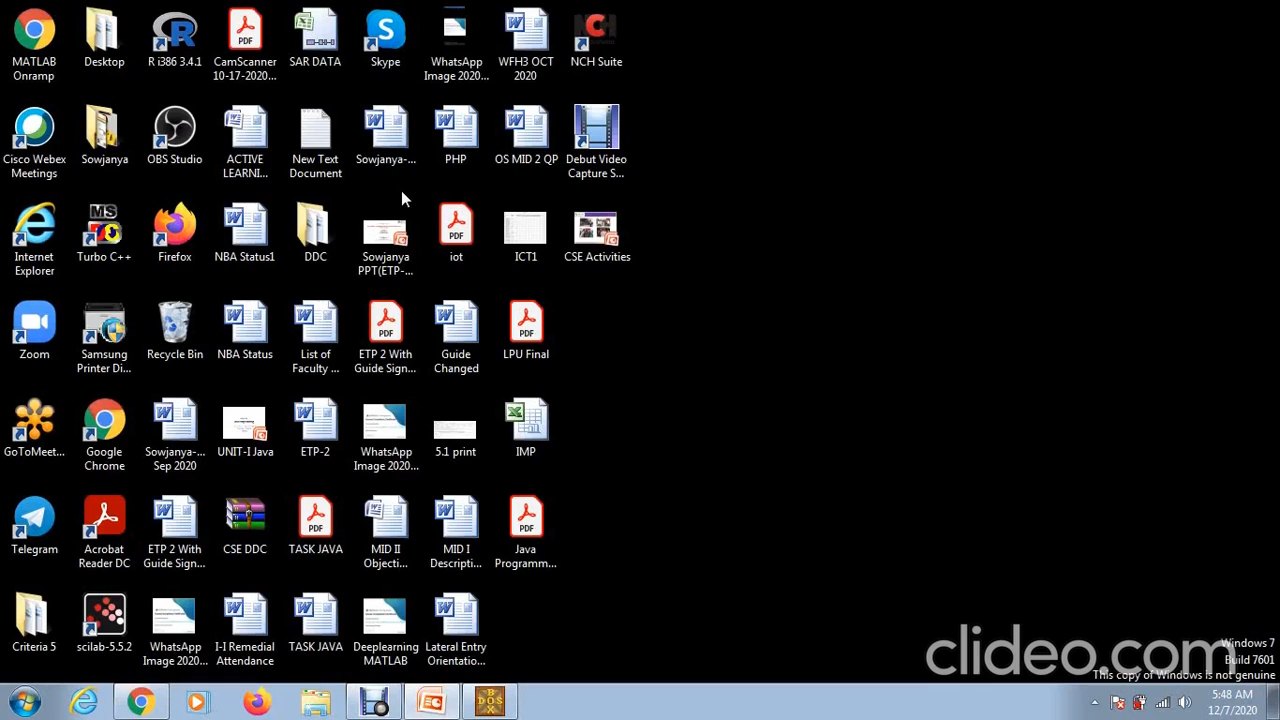 MATLAB
Onramp
Desktop
R i386 3.4.1
CamScanner
10-17-2020...
SAR DATA
Skype
WhatsApp
Image 2020...
WFH3 OCT
2020
NCH
NCH Suite
Cisco Webex
Meetings
Sowjanya
OBS Studio
ACTIVE
LEARNI...
New Text
Document
Sowjanya-...
PHP
OS MID 2 QP
Debut Video
Capture S...
Internet
Explorer
MS
Turbo C++
Firefox
NBA Status1
DDC
Sowjanya
PPT(ETP-...
PDF
iot
ICT1
CSE Activities
Zoom
Samsung
Printer Di...
Recycle Bin
NBA Status
List of
Faculty ...
PDF
ETP 2 With
Guide Sign...
Guide
Changed
PDF
LPU Final
GoToMeet...
Google
Chrome
Sowjanya-...
Sep 2020
UNIT-I Java
ETP-2
WhatsApp
Image 2020...
5.1 print
IMP
Telegram
Acrobat
Reader DC
ETP 2 With
Guide Sign...
CSE DDC
PDF
TASK JAVA
MID II
Objecti...
MID I
Descripti...
PDF
Java
Programm...
Criteria 5
scilab-5.5.2
WhatsApp
Image 2020...
I-I Remedial
Attendance
TASK JAVA
Deeplearning
MATLAB
Lateral Entry
Orientatio...
clideo.com
Windows 7
Build 7601
This copy of Windows is not genuine
5:48 AM
12/7/2020